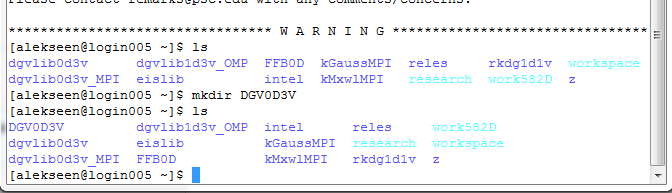 Please contact remarks@psc.edu with any comments/concerns.
******************************* W A R N I N G *********************************
[alekseen@login005 ~]$ ls
dgvlib0d3v dgvlib1d3v_OMP FFB0D kGaussMPI reles rkdg1d1v workspace
dgvlib0d3v_MPI eislib intel kMxwlMPI research work582D z
[alekseen@login005 ~]$ mkdir DGV0D3V
[alekseen@login005 ~]$ ls
DGV0D3V dgvlib1d3v_OMP intel reles work582D
dgvlib0d3v eislib kGaussMPI research workspace
dgvlib0d3v_MPI FFB0D kMxwlMPI rkdg1d1v z
[alekseen@login005 ~]$